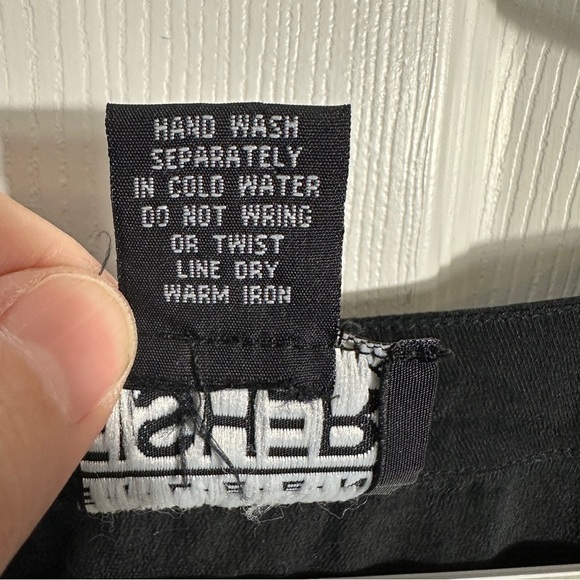 HAND WASH
SEPARATELY
IN COLD WATER
DO NOT WRING
OR TWIST
LINE DRY
WARM IRON